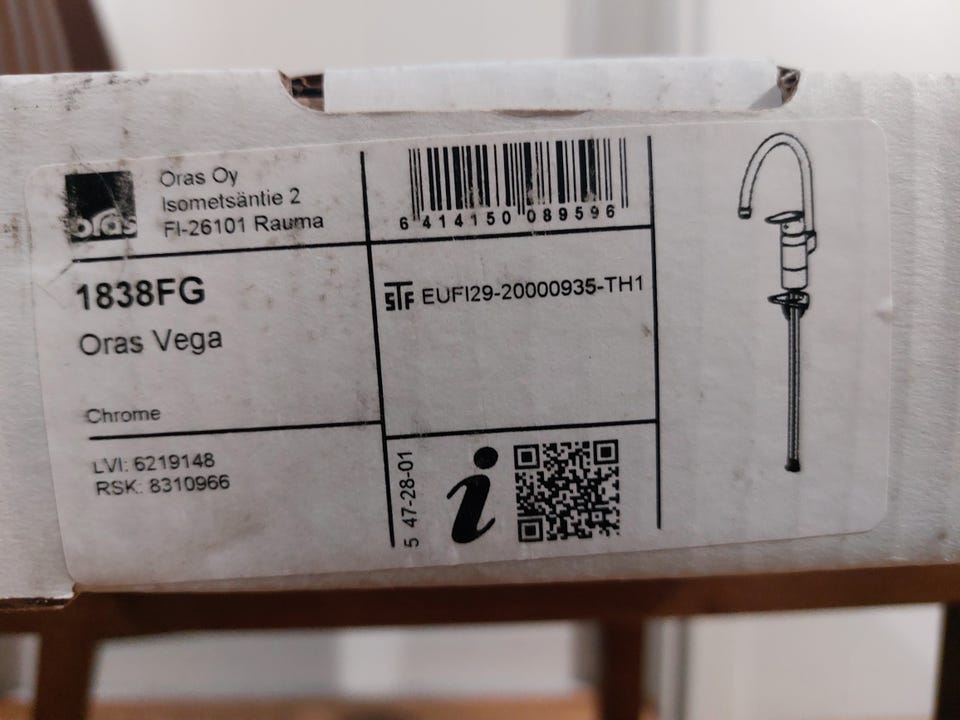 oras
Oras Oy
Isometsäntie 2
FI-26101 Rauma
6 414150 089596
1838FG
Oras Vega
Chrome
STF EUFI29-20000935-TH1
LVI: 6219148
RSK: 8310966
5 47-28-01
i